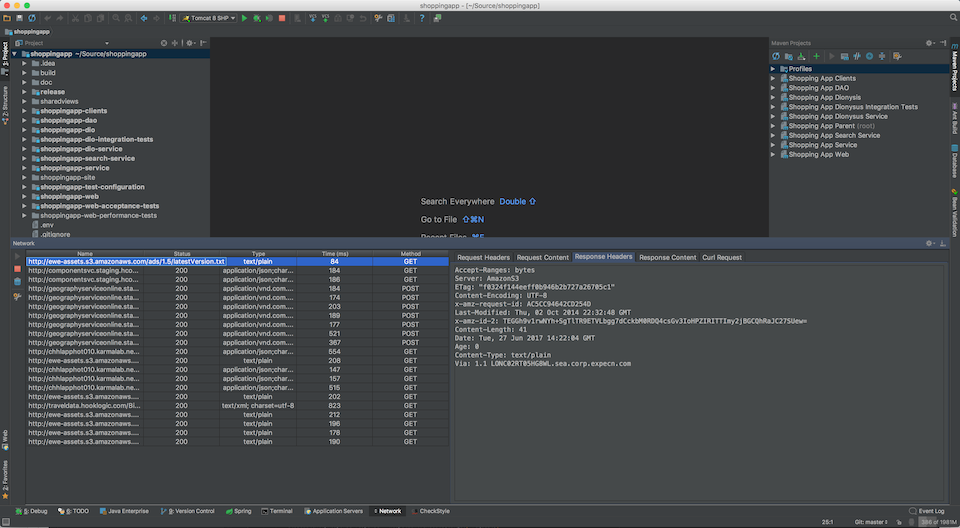 shoppingapp - [~/Source/shoppingapp]
Tomcat 8 SHP
shoppingapp
Project
shoppingapp ~/Source/shoppingapp
.idea
build
doc
release
sharedviews
shoppingapp-clients
shoppingapp-dao
shoppingapp-dio
shoppingapp-dio-integration-tests
shoppingapp-dio-service
shoppingapp-search-service
shoppingapp-service
shoppingapp-site
shoppingapp-test-configuration
shoppingapp-web
shoppingapp-web-acceptance-tests
shoppingapp-web-performance-tests
.env
.gitignore
1: Project
2: Structure
Web
2: Favorites
Search Everywhere Double ⇧
Go to File ⇧⌘N
Recent Files ⌘E
Maven Projects
Profiles
Shopping App Clients
Shopping App DAO
Shopping App Dionysis
Shopping App Dionysus Integration Tests
Shopping App Dionysus Service
Shopping App Parent (root)
Shopping App Search Service
Shopping App Service
Shopping App Web
Maven Projects
Ant Build
Database
Bean Validation
Network
Name Status Type Time (ms) Method
http://ewe-assets.s3.amazonaws.com/ads/1.5/latestVersion.txt text/plain 84 GET
http://componentsvc.staging.hco... 200 application/json;char... 184 GET
http://componentsvc.staging.hco... 200 application/json;char... 186 GET
http://geographyserviceonline.sta... 200 application/vnd.com.... 184 POST
http://geographyserviceonline.sta... 200 application/vnd.com.... 174 POST
http://geographyserviceonline.sta... 200 application/vnd.com.... 203 POST
http://geographyserviceonline.sta... 200 application/vnd.com.... 189 POST
http://geographyserviceonline.sta... 200 application/vnd.com.... 177 POST
http://geographyserviceonline.sta... 200 application/vnd.com.... 521 POST
http://geographyserviceonline.sta... 200 application/vnd.com.... 367 POST
http://chhlapphot010.karmalab.ne... 200 application/json;char... 554 GET
http://ewe-assets.s3.amazonaws.... 200 text/plain 208 GET
http://chhlapphot010.karmalab.ne... 200 application/json;char... 147 GET
http://chhlapphot010.karmalab.ne... 200 application/json;char... 157 GET
http://chhlapphot010.karmalab.ne... 200 application/json;char... 515 GET
http://ewe-assets.s3.amazonaws.... 200 text/plain 202 GET
http://traveldata.hooklogic.com/Bi... 200 text/xml; charset=utf-8 823 GET
http://ewe-assets.s3.amazonaws.... 200 text/plain 212 GET
http://ewe-assets.s3.amazonaws.... 200 text/plain 196 GET
http://ewe-assets.s3.amazonaws.... 200 text/plain 178 GET
http://ewe-assets.s3.amazonaws.... 200 text/plain 190 GET
Request Headers Request Content Response Headers Response Content Curl Request
Accept-Ranges: bytes
Server: AmazonS3
ETag: "f0324f144eeff0b946b2b727a26705c1"
Content-Encoding: UTF-8
x-amz-request-id: AC5CC94642CD254D
Last-Modified: Thu, 02 Oct 2014 22:32:48 GMT
x-amz-id-2: TEGGh9v1rwNYh+SgTlTR9ETVLbgg7dCckbM0RDQ4csGv3IoHPZIRITTImy2jBGCQhRaJC275Uew=
Content-Length: 41
Date: Tue, 27 Jun 2017 14:22:04 GMT
Age: 0
Content-Type: text/plain
Via: 1.1 LONC02RT05HG8WL.sea.corp.expecn.com
5: Debug 6: TODO Java Enterprise 9: Version Control Spring Terminal Application Servers Network CheckStyle Event Log
25:1 Git: master 396 of 1981M